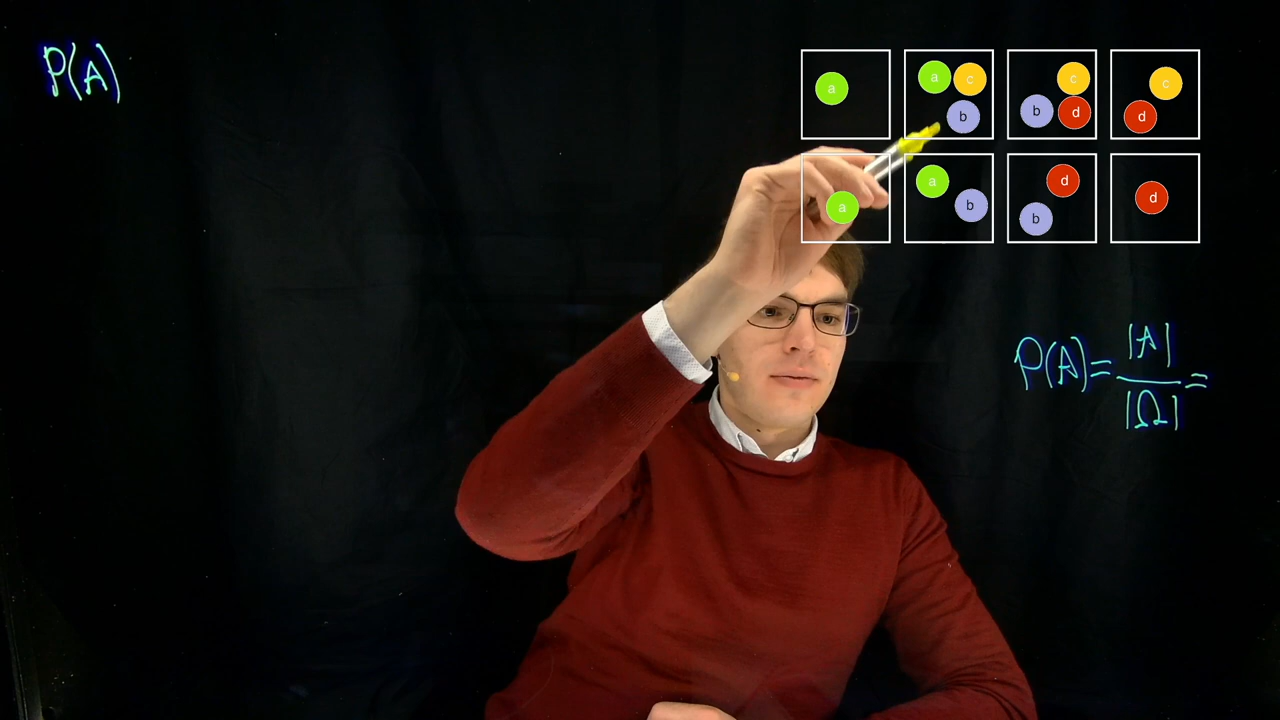 P(A)
a
a c b
c b d
c d
a
a b
d b
d
P(A) = |A| / |Ω| =